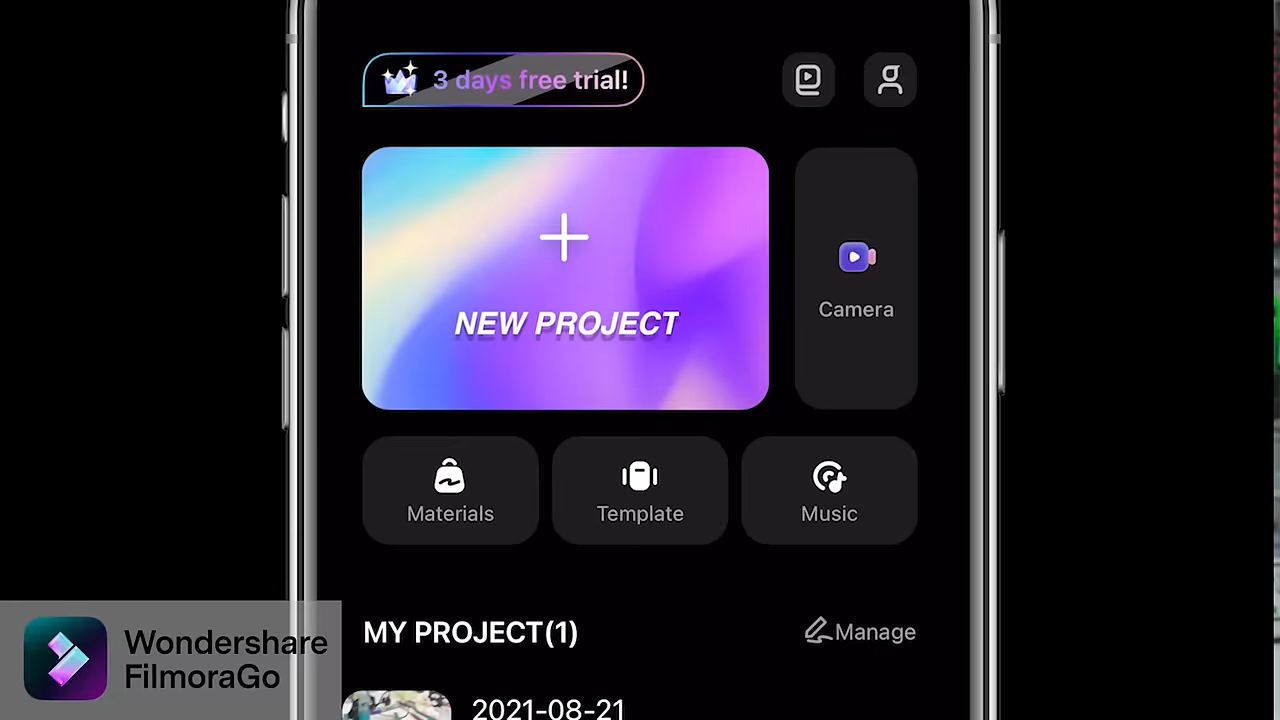 3 days free trial!
NEW PROJECT
Camera
Materials
Template
Music
MY PROJECT(1)
Manage
2021-08-21
Wondershare
FilmoraGo